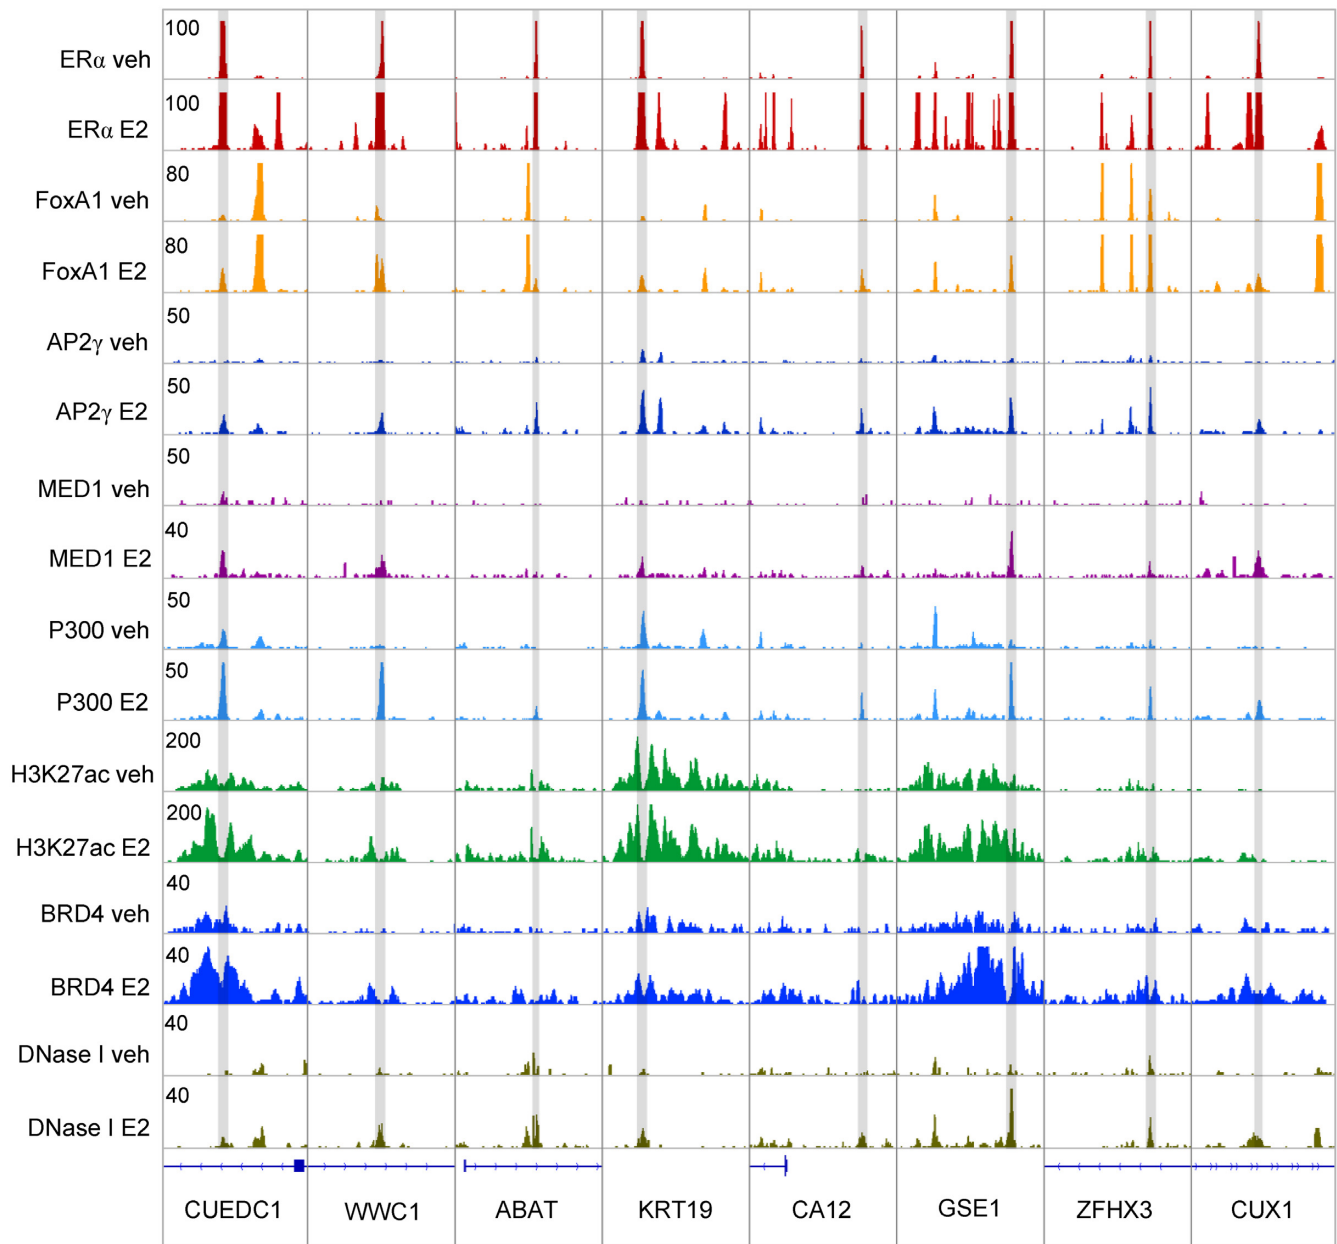 100
ERα veh
100
ERα E2
80
FoxA1 veh
80
FoxA1 E2
50
AP2γ veh
50
AP2γ E2
50
MED1 veh
40
MED1 E2
50
P300 veh
50
P300 E2
200
H3K27ac veh
200
H3K27ac E2
40
BRD4 veh
40
BRD4 E2
40
DNase I veh
40
DNase I E2
CUEDC1 WWC1 ABAT KRT19 CA12 GSE1 ZFHX3 CUX1